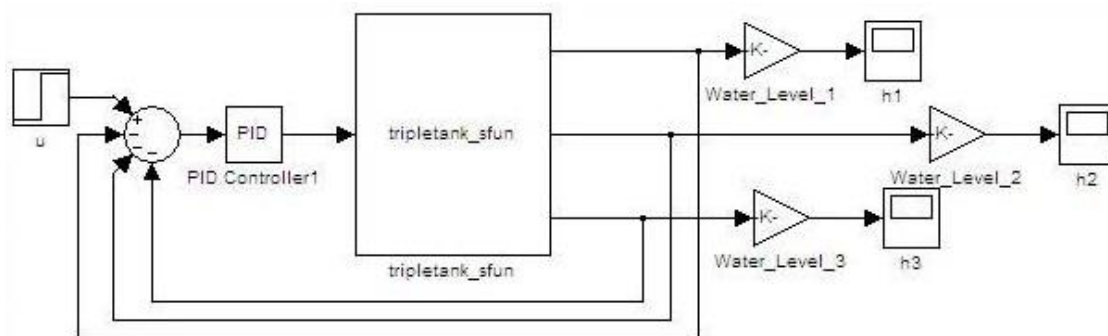 u
+
−
−
−
PID
PID Controller1
tripletank_sfun
tripletank_sfun
K-
Water_Level_1
h1
K-
Water_Level_2
h2
K-
Water_Level_3
h3